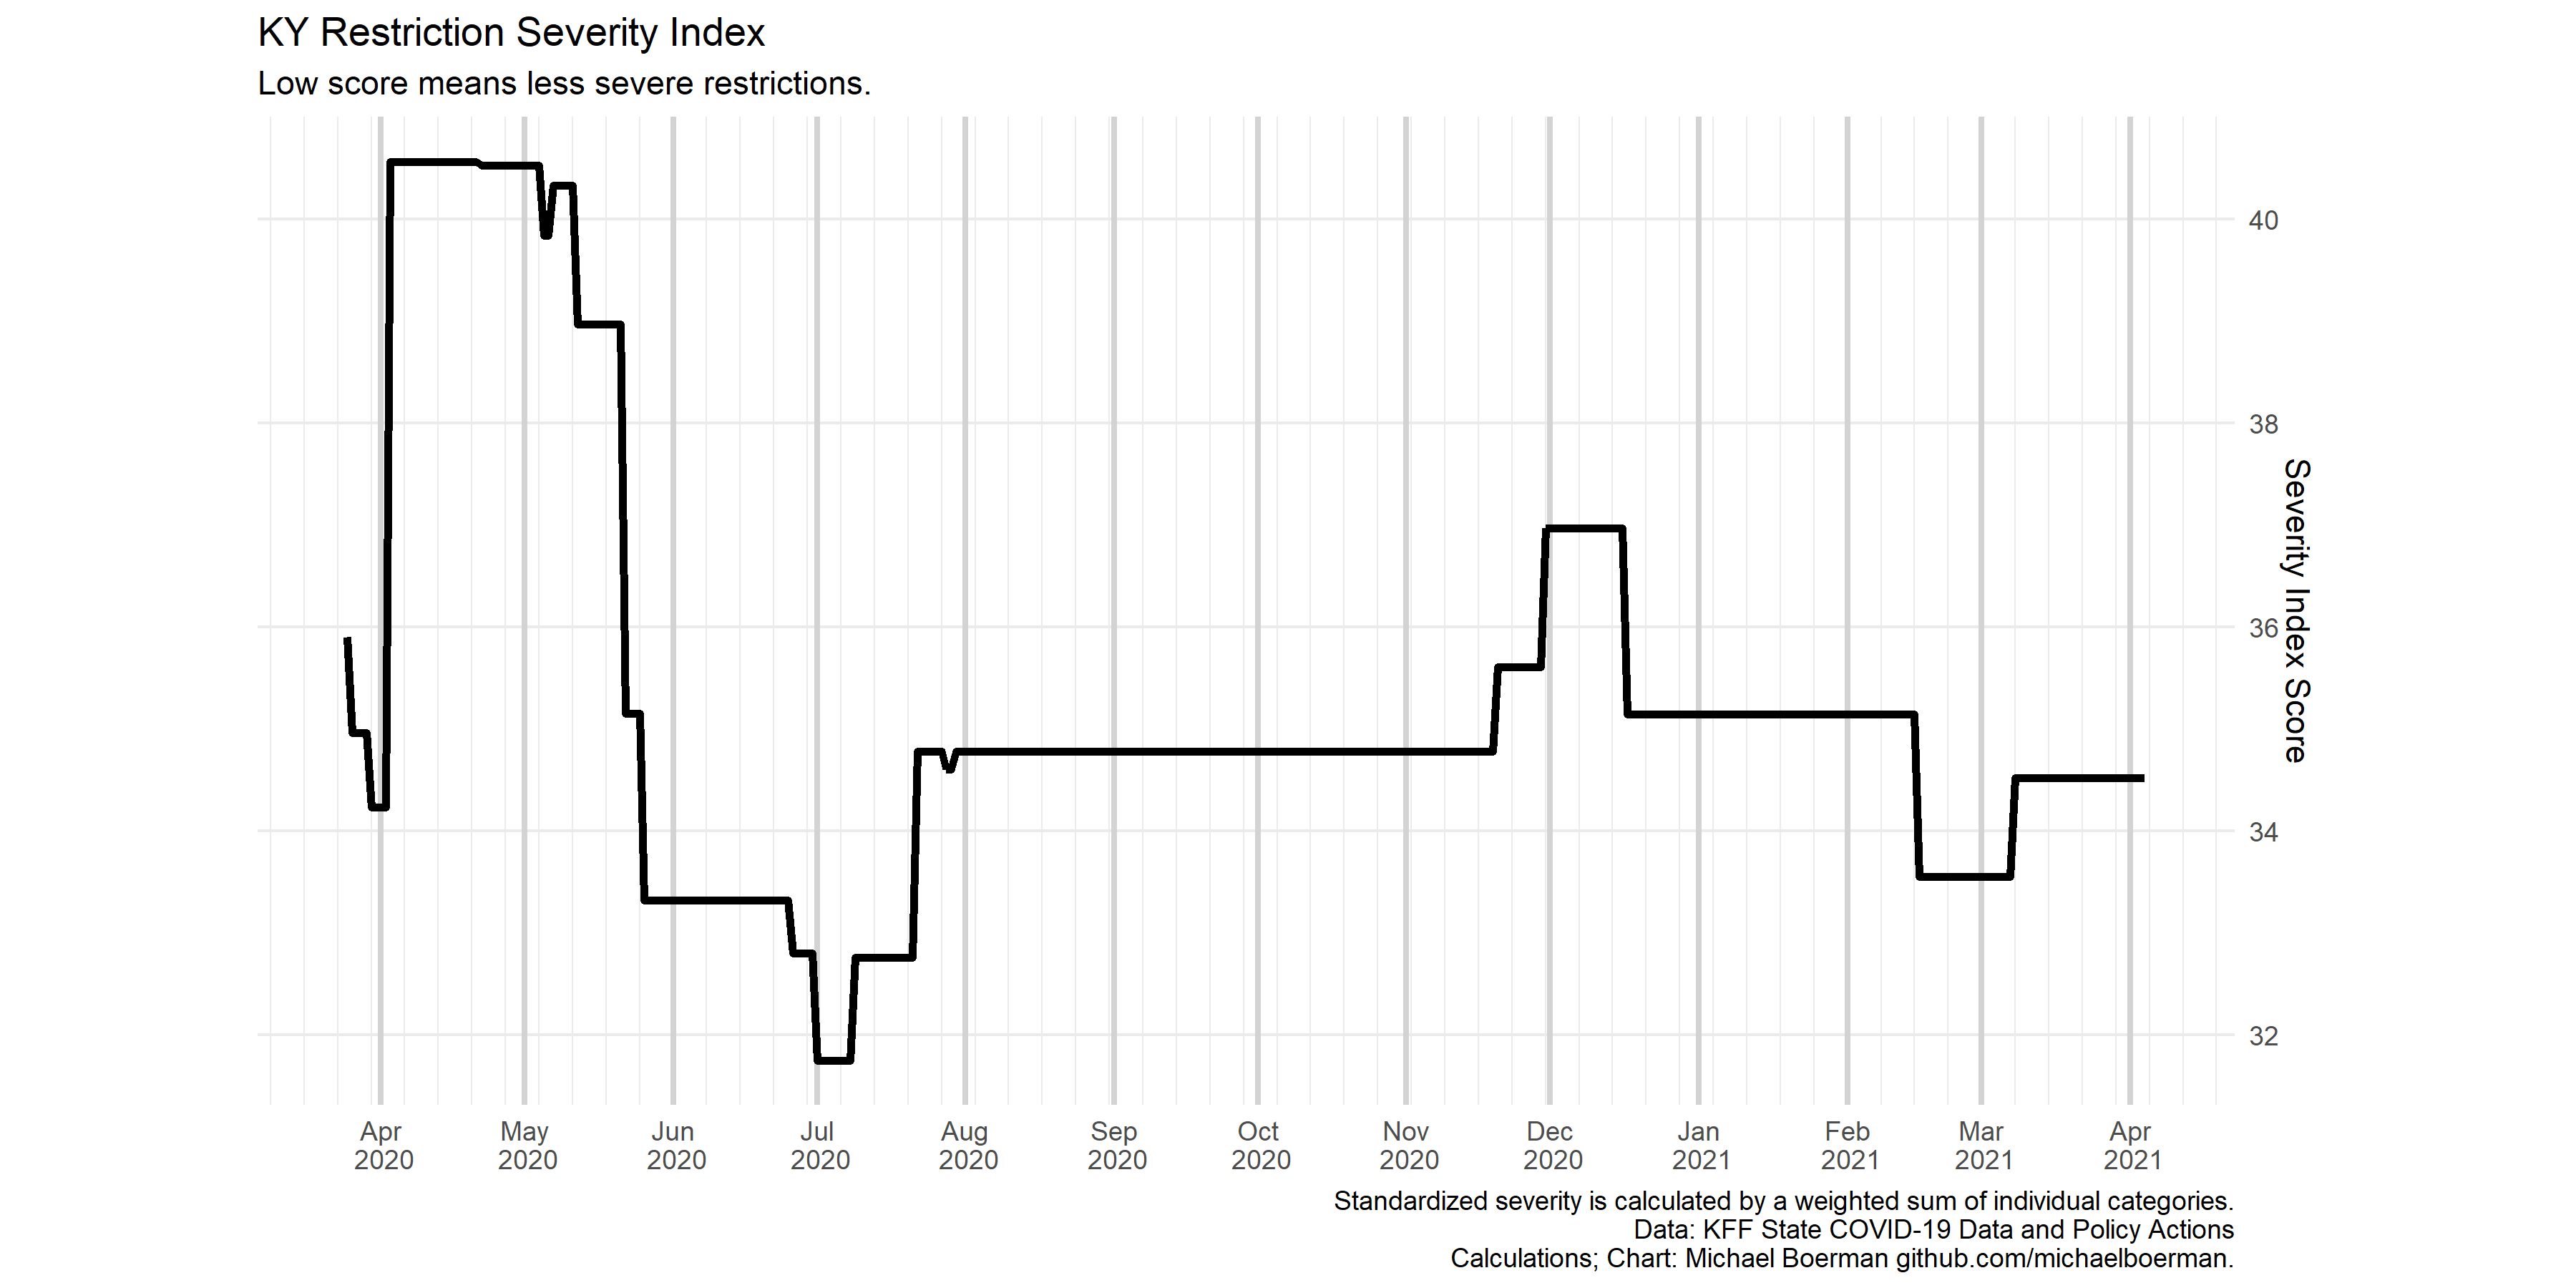 KY Restriction Severity Index
Low score means less severe restrictions.
40
38
36
34
32
Severity Index Score
Apr May Jun Jul Aug Sep Oct Nov Dec Jan Feb Mar Apr
2020 2020 2020 2020 2020 2020 2020 2020 2020 2021 2021 2021 2021
Standardized severity is calculated by a weighted sum of individual categories.
Data: KFF State COVID-19 Data and Policy Actions
Calculations; Chart: Michael Boerman github.com/michaelboerman.